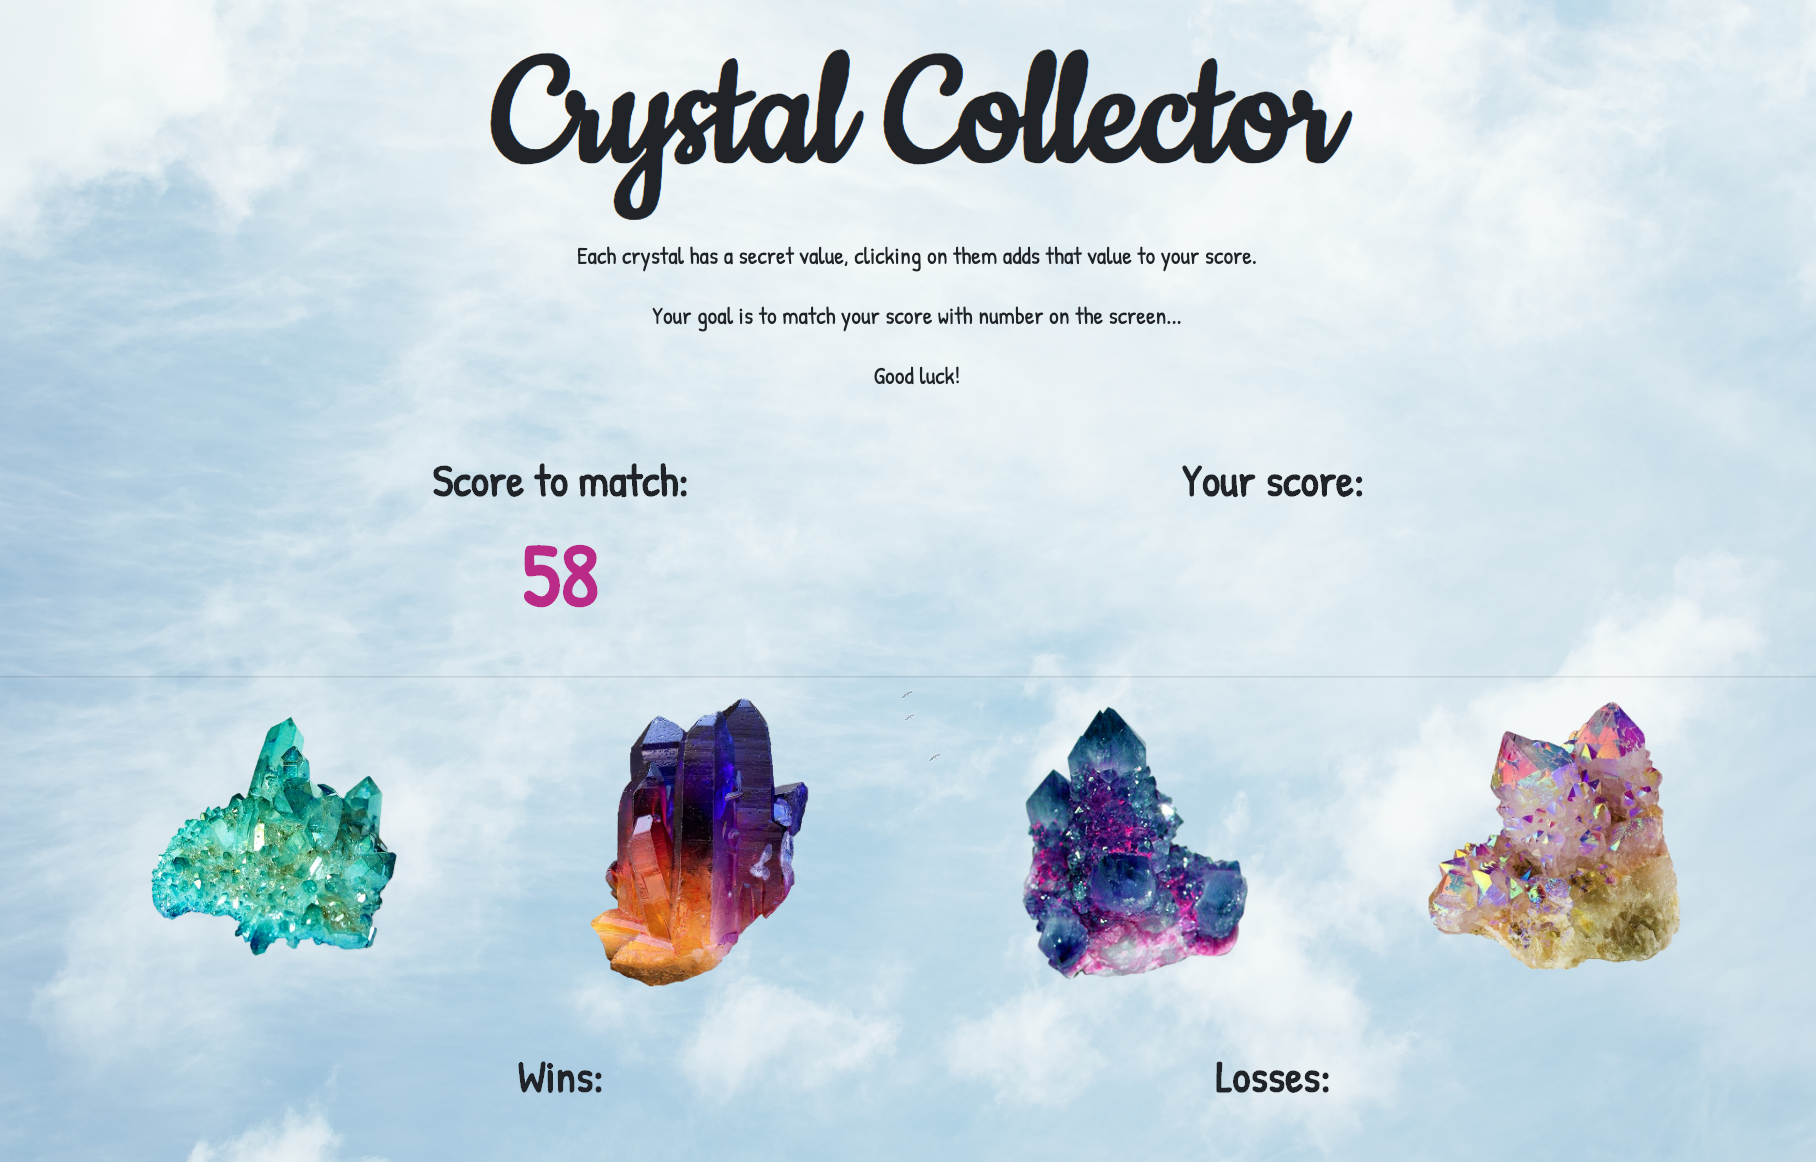 Crystal Collector
Each crystal has a secret value, clicking on them adds that value to your score.
Your goal is to match your score with number on the screen...
Good luck!
Score to match:
Your score:
58
Wins:
Losses: